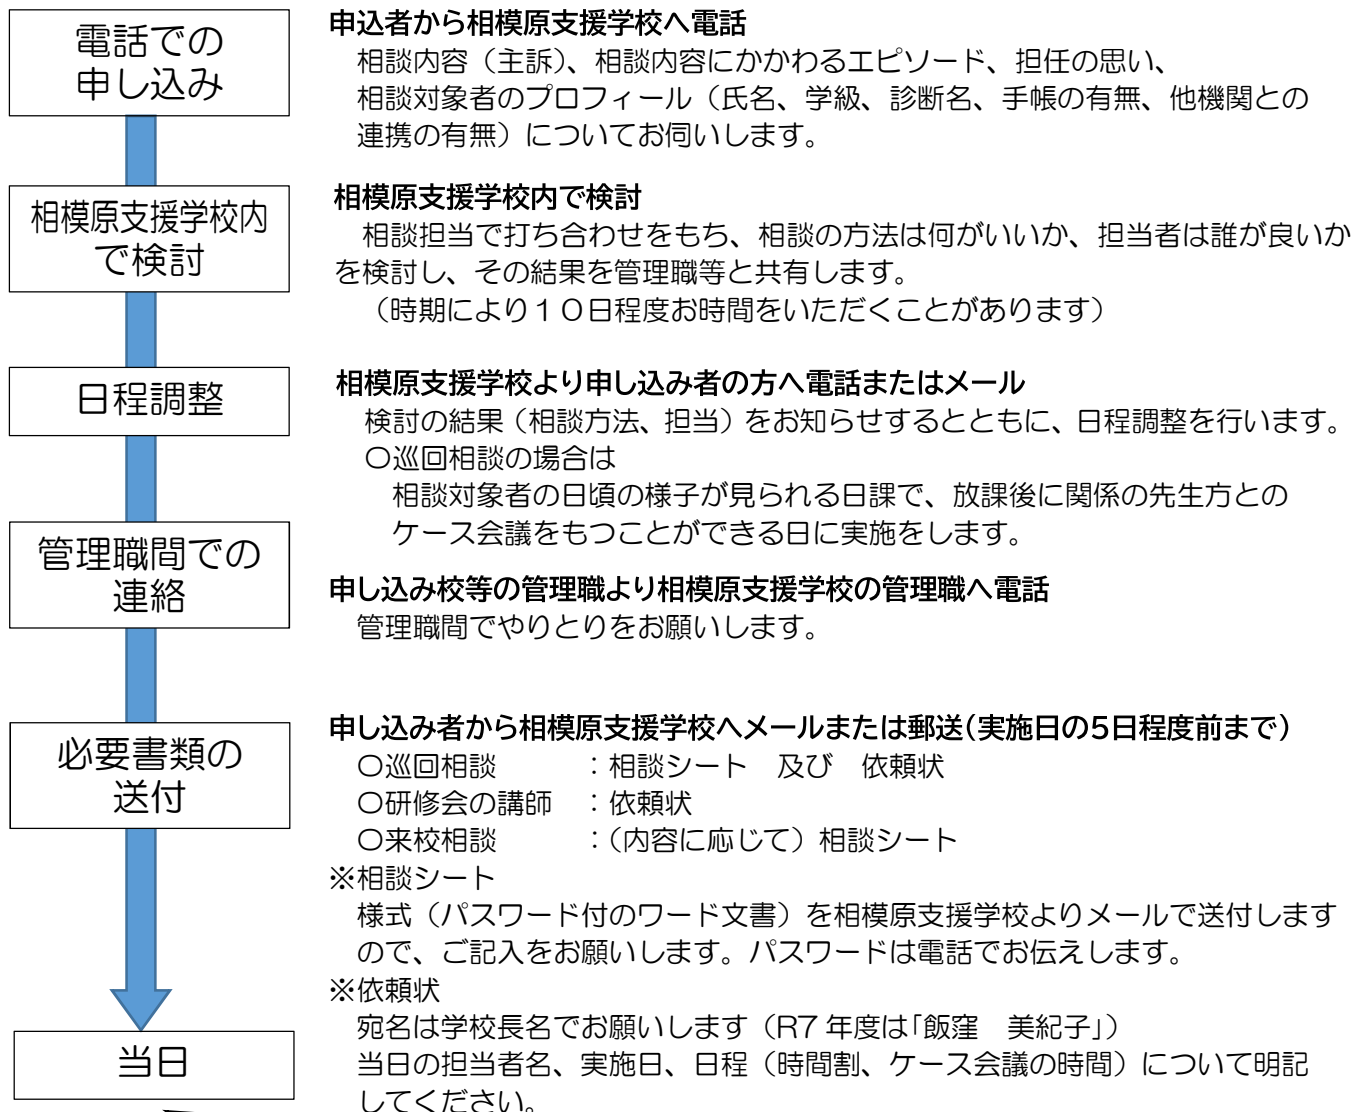 電話での
申し込み
申込者から相模原支援学校へ電話
相談内容（主訴）、相談内容にかかわるエピソード、担任の思い、
相談対象者のプロフィール（氏名、学級、診断名、手帳の有無、他機関との
連携の有無）についてお伺いします。
相模原支援学校内
で検討
相模原支援学校内で検討
相談担当で打ち合わせをもち、相談の方法は何がいいか、担当者は誰が良いか
を検討し、その結果を管理職等と共有します。
（時期により１０日程度お時間をいただくことがあります）
日程調整
相模原支援学校より申し込み者の方へ電話またはメール
検討の結果（相談方法、担当）をお知らせするとともに、日程調整を行います。
〇巡回相談の場合は
相談対象者の日頃の様子が見られる日課で、放課後に関係の先生方との
ケース会議をもつことができる日に実施をします。
管理職間での
連絡
申し込み校等の管理職より相模原支援学校の管理職へ電話
管理職間でやりとりをお願いします。
必要書類の
送付
申し込み者から相模原支援学校へメールまたは郵送（実施日の5日程度前まで）
〇巡回相談　　：相談シート　及び　依頼状
〇研修会の講師　：依頼状
〇来校相談　　：（内容に応じて）相談シート
※相談シート
様式（パスワード付のワード文書）を相模原支援学校よりメールで送付します
ので、ご記入をお願いします。パスワードは電話でお伝えします。
※依頼状
宛名は学校長名でお願いします（R7年度は「飯窪　美紀子」）
当日の担当者名、実施日、日程（時間割、ケース会議の時間）について明記
してください。
当日